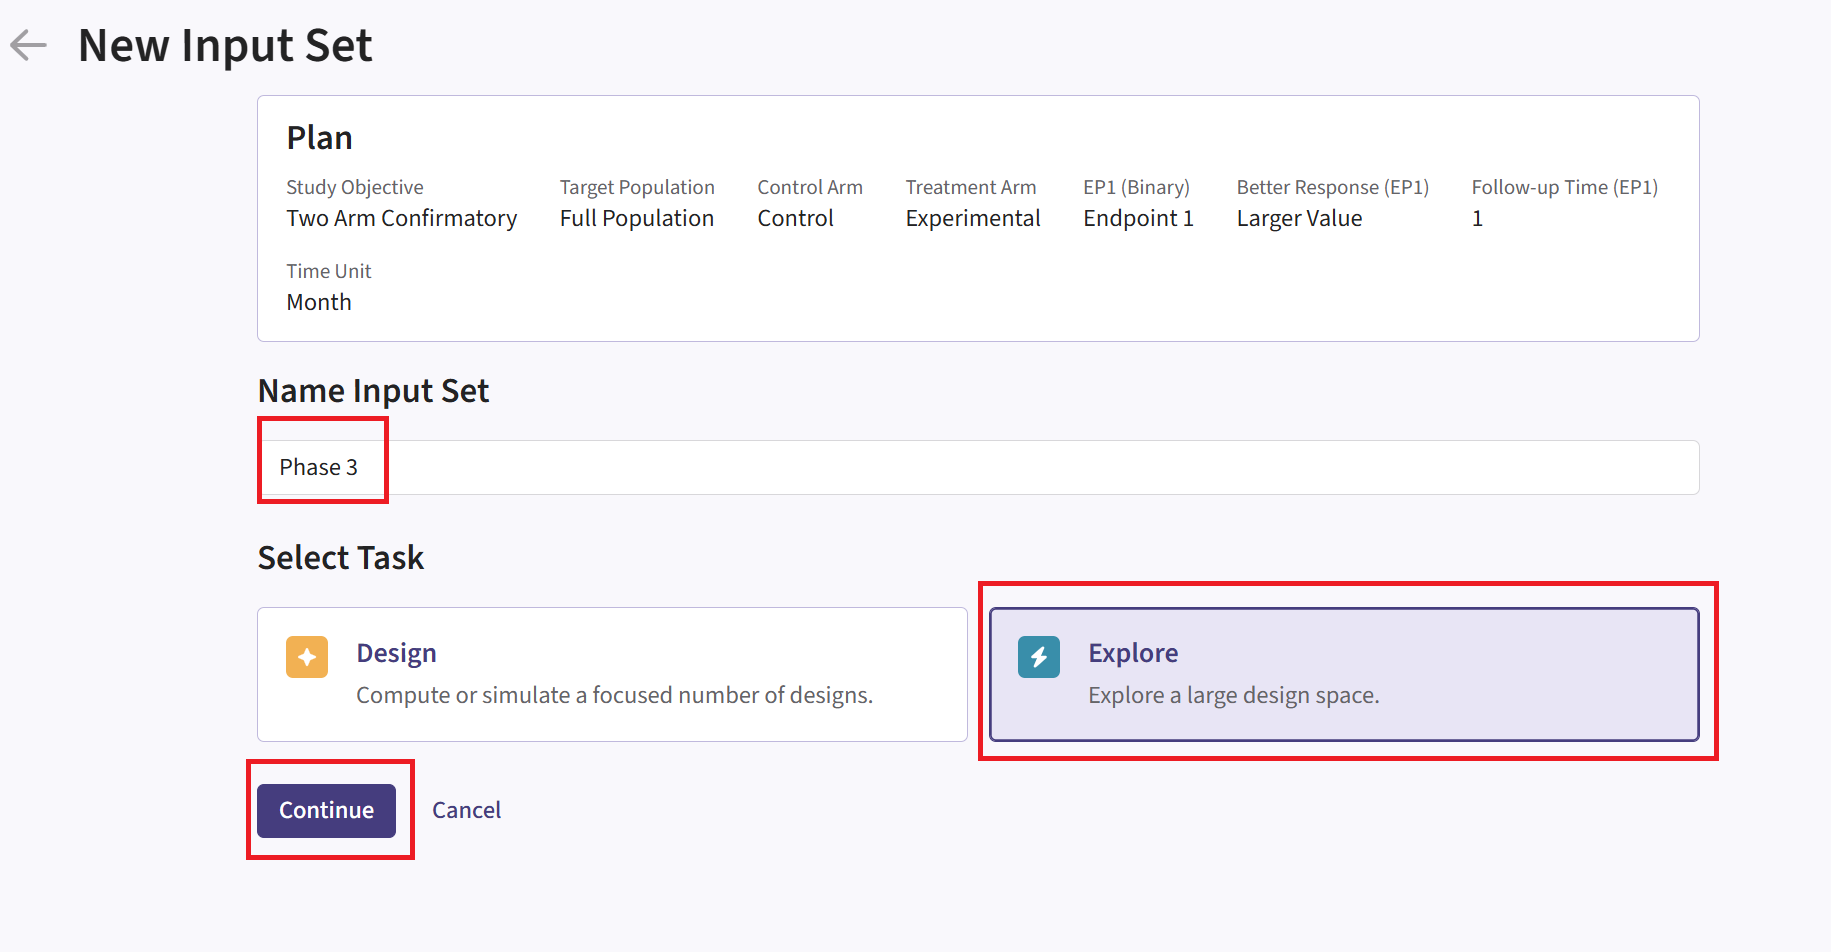 New Input Set
Plan
Study Objective Target Population Control Arm Treatment Arm EP1 (Binary) Better Response (EP1) Follow-up Time (EP1)
Two Arm Confirmatory Full Population Control Experimental Endpoint 1 Larger Value 1
Time Unit
Month
Name Input Set
Phase 3
Select Task
Design
Compute or simulate a focused number of designs.
Explore
Explore a large design space.
Continue Cancel